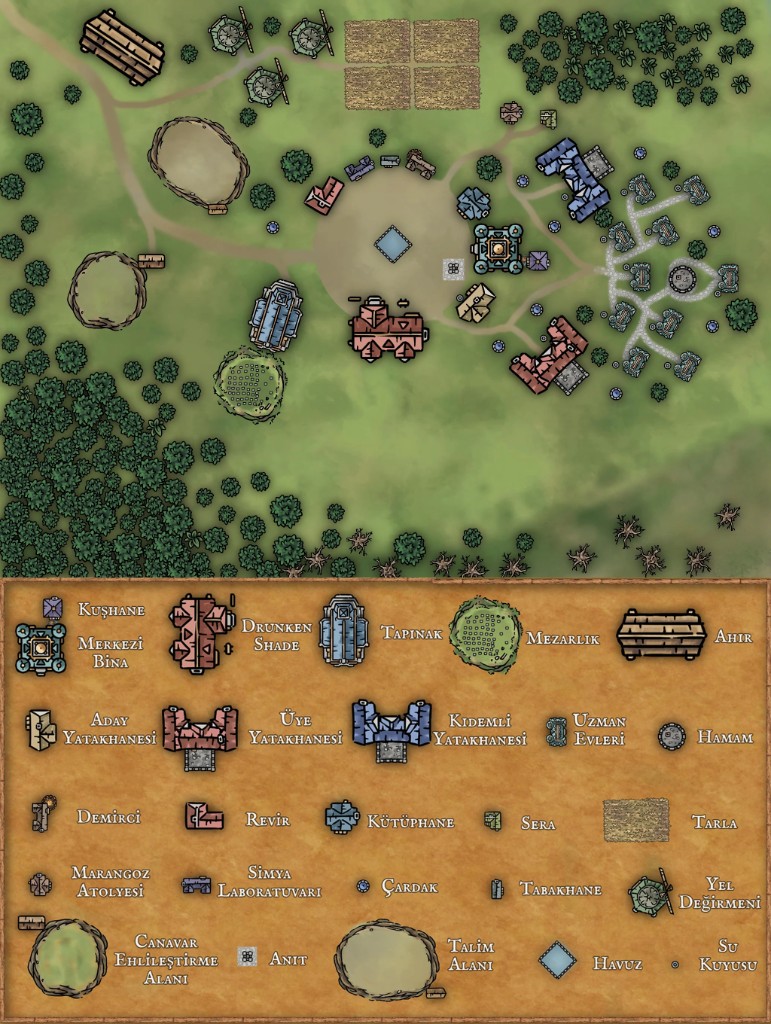 Kuşhane
Merkezi
Bina
Drunken
Shade
Tapınak
Mezarlık
Ahır
Aday
Yatakhanesi
Üye
Yatakhanesi
Kıdemli
Yatakhanesi
Uzman
Evleri
Hamam
Demirci
Revir
Kütüphane
Sera
Tarla
Marangoz
Atolyesi
Simya
Laboratuvarı
Çardak
Tabakhane
Yel
Değirmeni
Canavar
Ehlileştirme
Alanı
Anıt
Talim
Alanı
Havuz
Su
Kuyusu